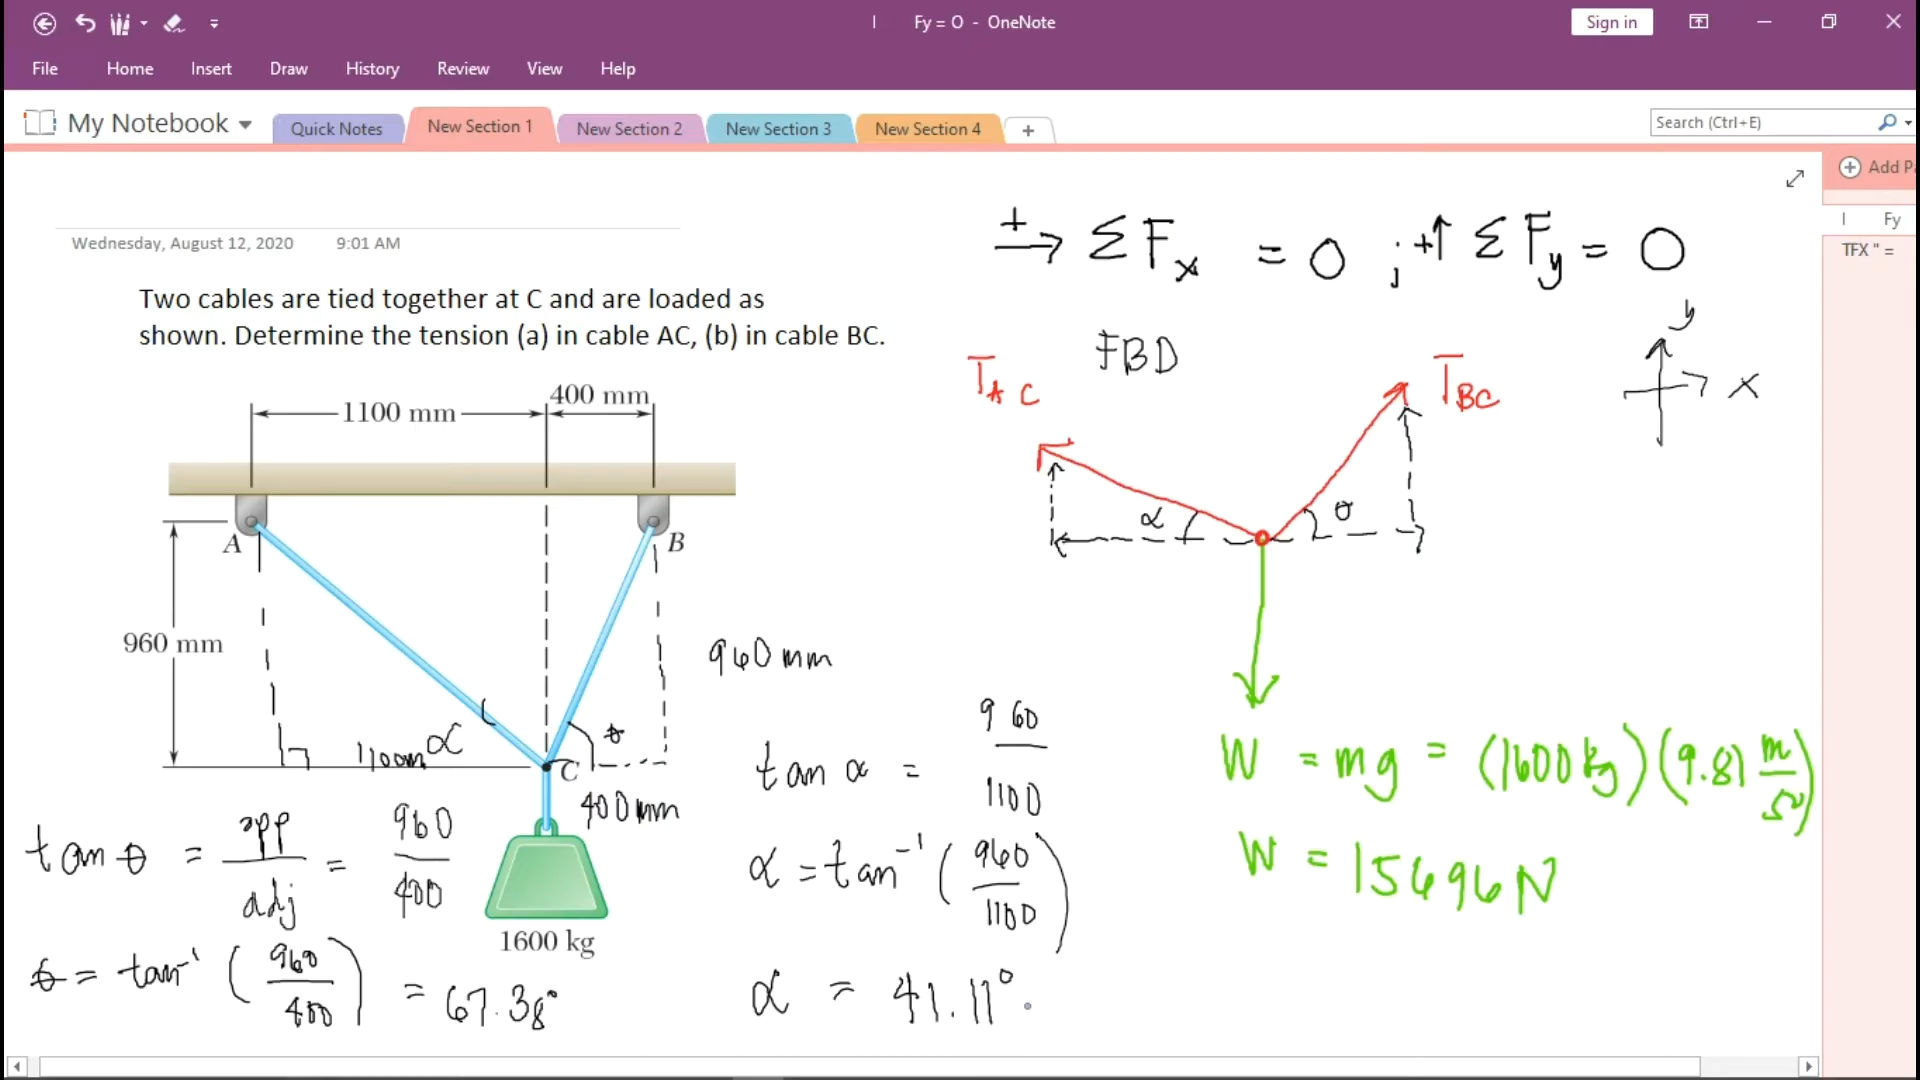 Fy = O - OneNote
Sign in
File Home Insert Draw History Review View Help
My Notebook
Quick Notes New Section 1 New Section 2 New Section 3 New Section 4 +
Search (Ctrl+E)
Add P
I Fy
TFX " =
Wednesday, August 12, 2020 9:01 AM
Two cables are tied together at C and are loaded as
shown. Determine the tension (a) in cable AC, (b) in cable BC.
1100 mm
400 mm
A
B
960 mm
960 mm
1100m α
θ
C
400mm
1600 kg
tan θ = opp/adj = 960/400
θ = tan⁻¹ (960/400) = 67.38°
tan α = 960/1100
α = tan⁻¹ (960/1100)
α = 41.11°
+→ ΣFx = 0 ; +↑ ΣFy = 0
FBD
TAC
TBC
y
x
α
θ
W = mg = (1600 kg) (9.81 m/s²)
W = 15696 N